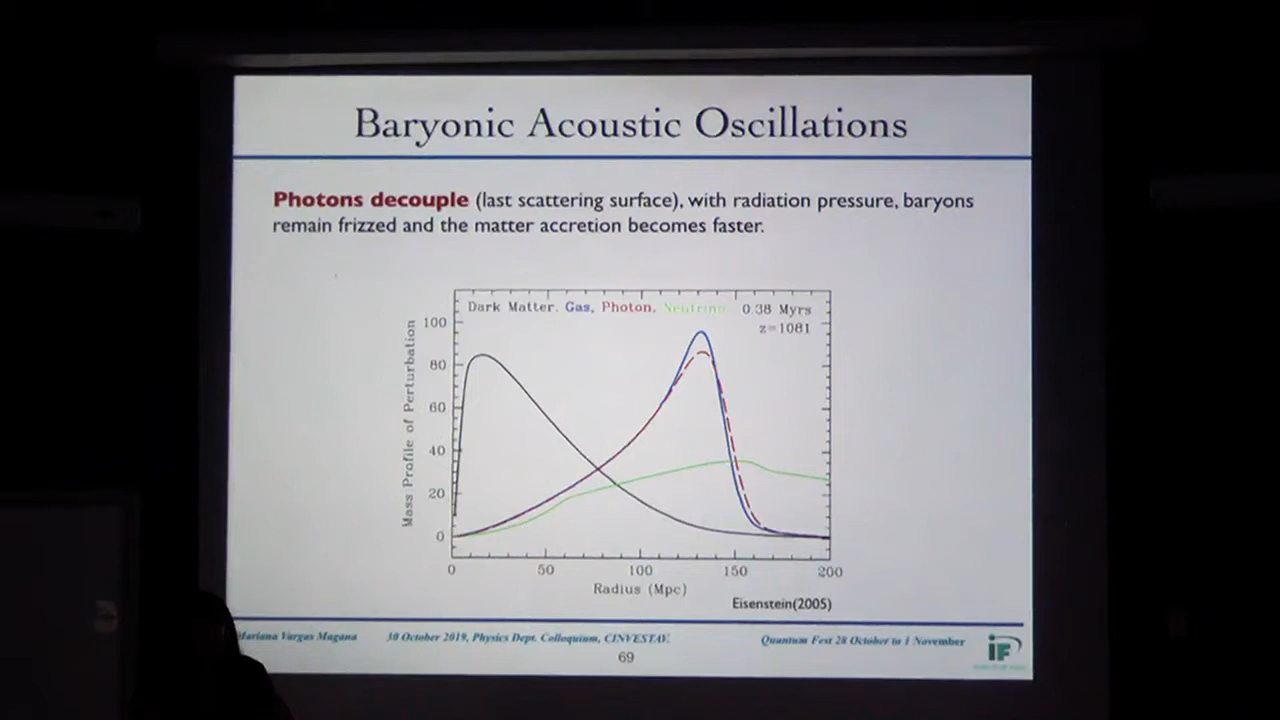 Baryonic Acoustic Oscillations
Photons decouple (last scattering surface), with radiation pressure, baryons
remain frizzed and the matter accretion becomes faster.
Dark Matter, Gas, Photon, Neutrino 0.38 Myrs
z=1081
Mass Profile of Perturbation
100
80
60
40
20
0
0 50 100 150 200
Radius (Mpc)
Eisenstein(2005)
Mariana Vargas Magana 30 October 2019, Physics Dept. Colloquium, CINVESTAV. Quantum Fest 28 October to 1 November
69
iF